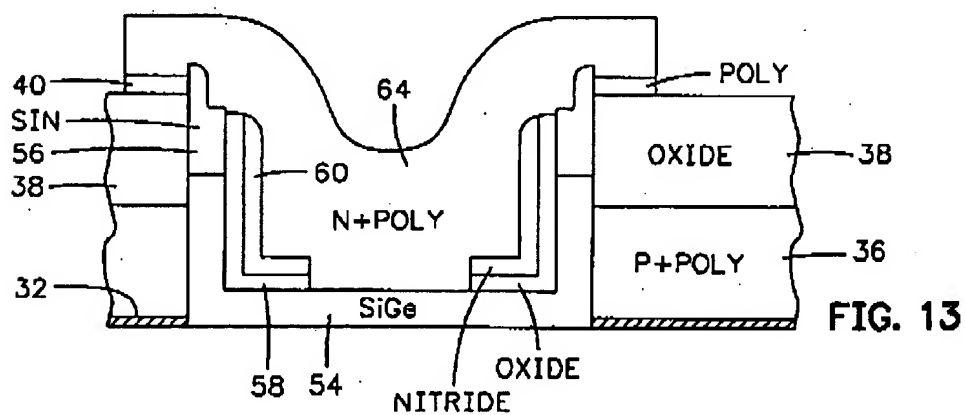 40
SIN
56
38
32
60
64
N+POLY
SiGe
58
54
NITRIDE
OXIDE
POLY
OXIDE
38
P+POLY
36
FIG. 13